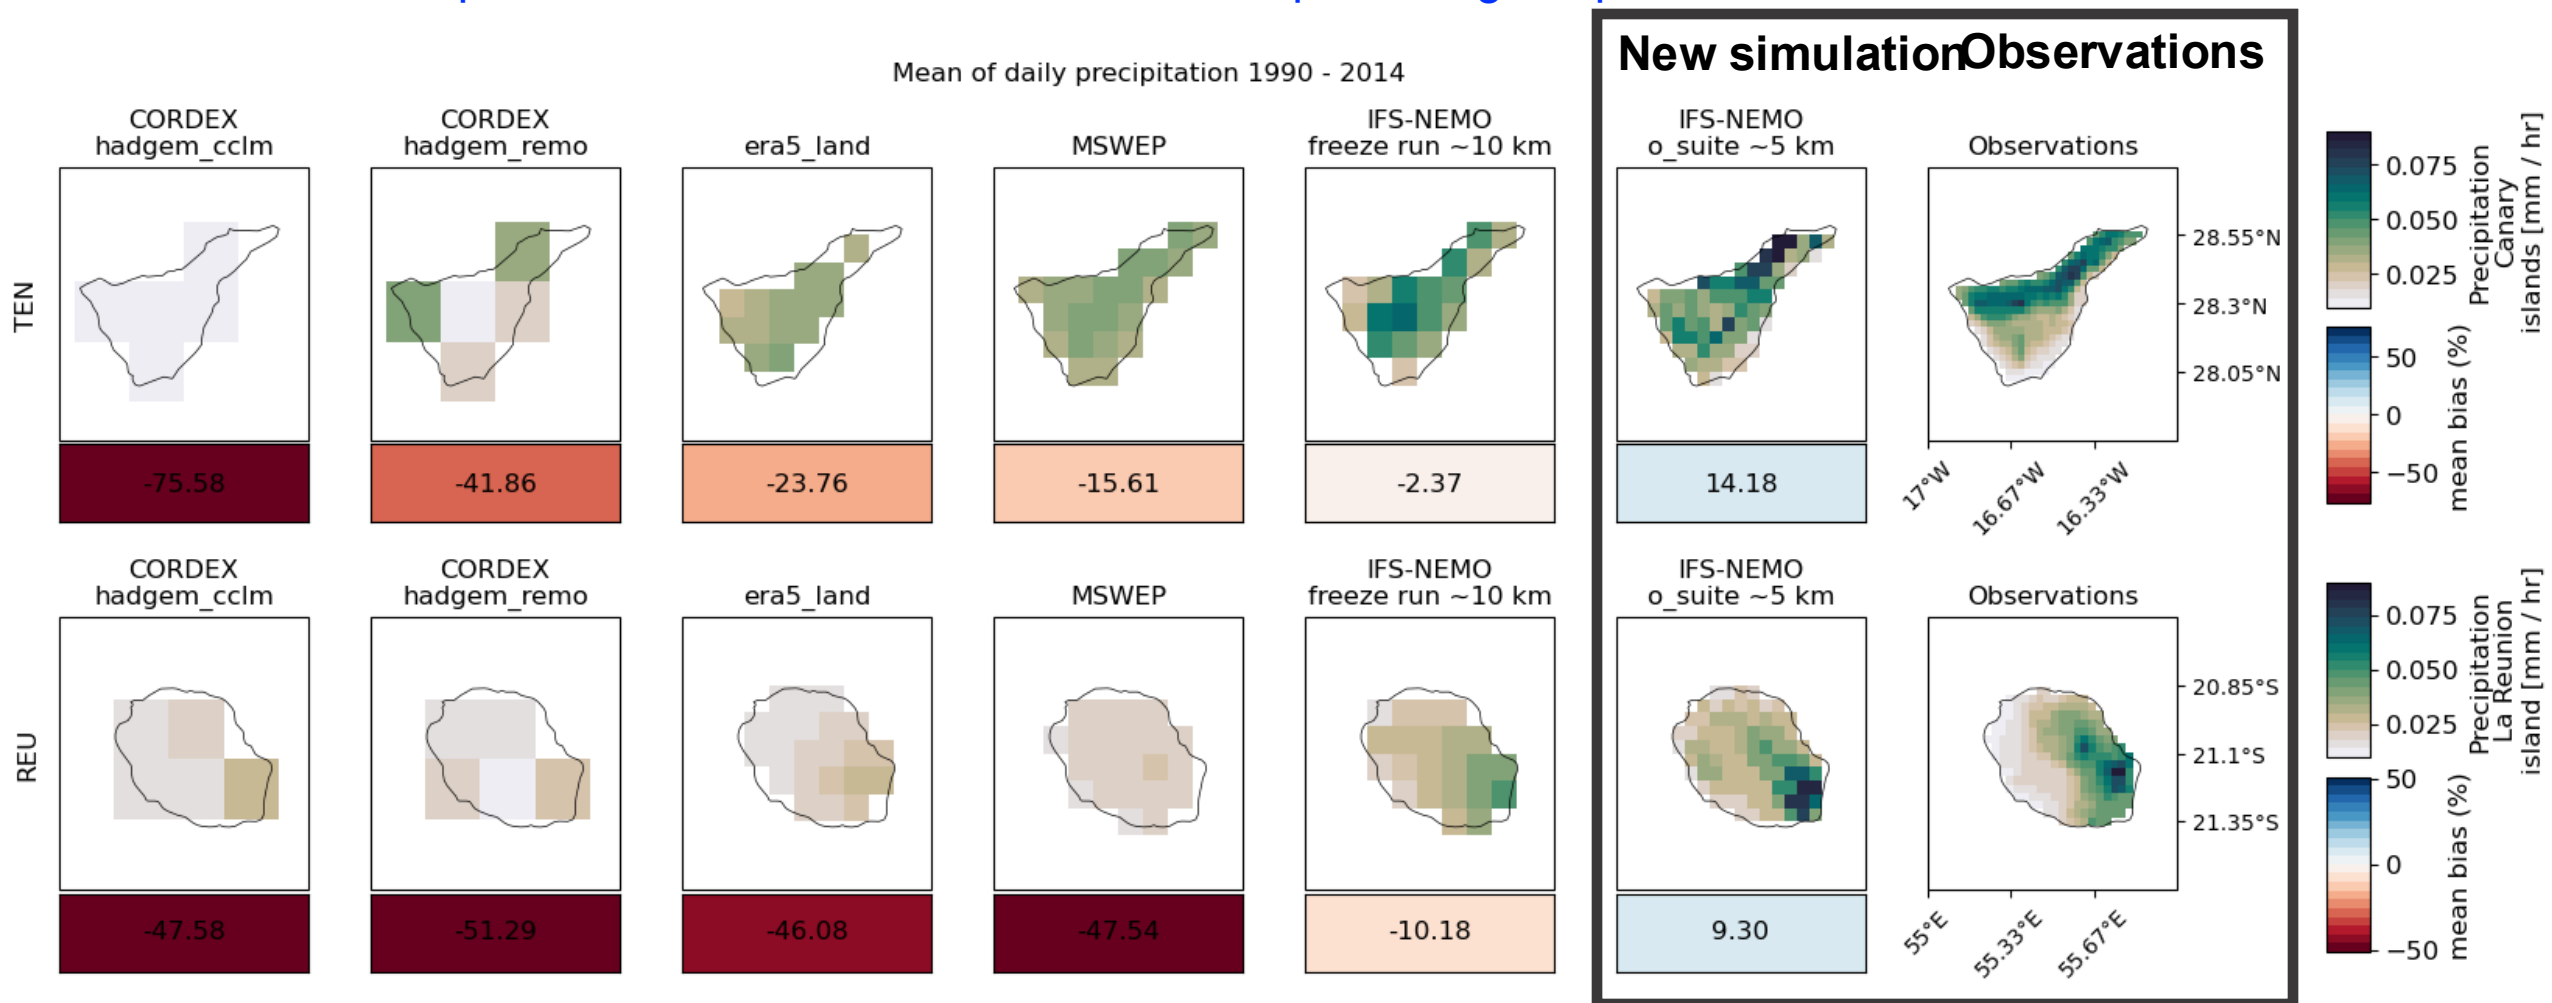 New simulation Observations
Mean of daily precipitation 1990 - 2014
CORDEX
hadgem_cclm
CORDEX
hadgem_remo
era5_land
MSWEP
IFS-NEMO
freeze run ~10 km
IFS-NEMO
o_suite ~5 km
Observations
TEN
28.55°N
28.3°N
28.05°N
17°W
16.67°W
16.33°W
-75.58
-41.86
-23.76
-15.61
-2.37
14.18
0.075
0.050
0.025
Precipitation
Canary
islands [mm / hr]
50
0
−50
mean bias (%)
CORDEX
hadgem_cclm
CORDEX
hadgem_remo
era5_land
MSWEP
IFS-NEMO
freeze run ~10 km
IFS-NEMO
o_suite ~5 km
Observations
REU
20.85°S
21.1°S
21.35°S
55°E
55.33°E
55.67°E
-47.58
-51.29
-46.08
-47.54
-10.18
9.30
0.075
0.050
0.025
Precipitation
La Reunion
island [mm / hr]
50
0
−50
mean bias (%)